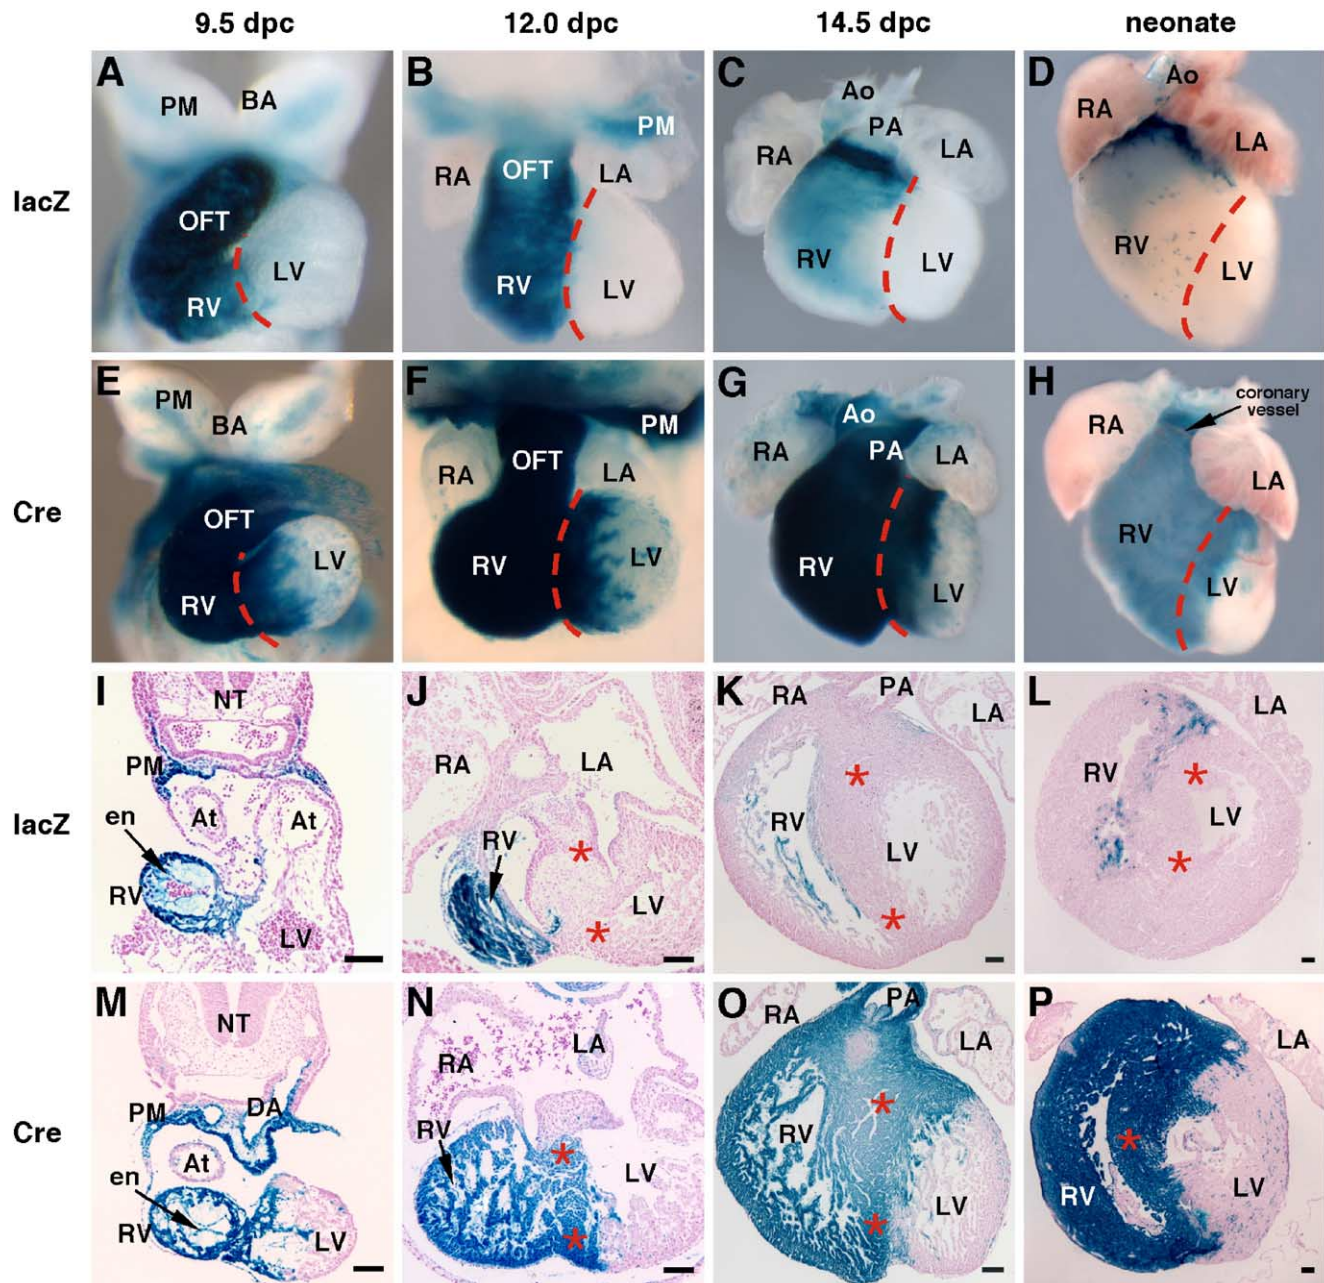 9.5 dpc 12.0 dpc 14.5 dpc neonate
lacZ
A PM BA OFT LV RV
B PM RA OFT LA RV LV
C Ao PA RA LA RV LV
D Ao RA LA RV LV
Cre
E PM BA OFT LV RV
F PM OFT RA LA RV LV
G Ao PA RA LA RV LV
H coronary
vessel
RA LA RV LV
lacZ
I NT PM At At en RV LV
J RA LA RV LV
K RA PA LA RV LV
L LA RV LV
Cre
M NT PM DA At en RV LV
N LA RA RV LV
O PA RA LA RV LV
P LA RV LV